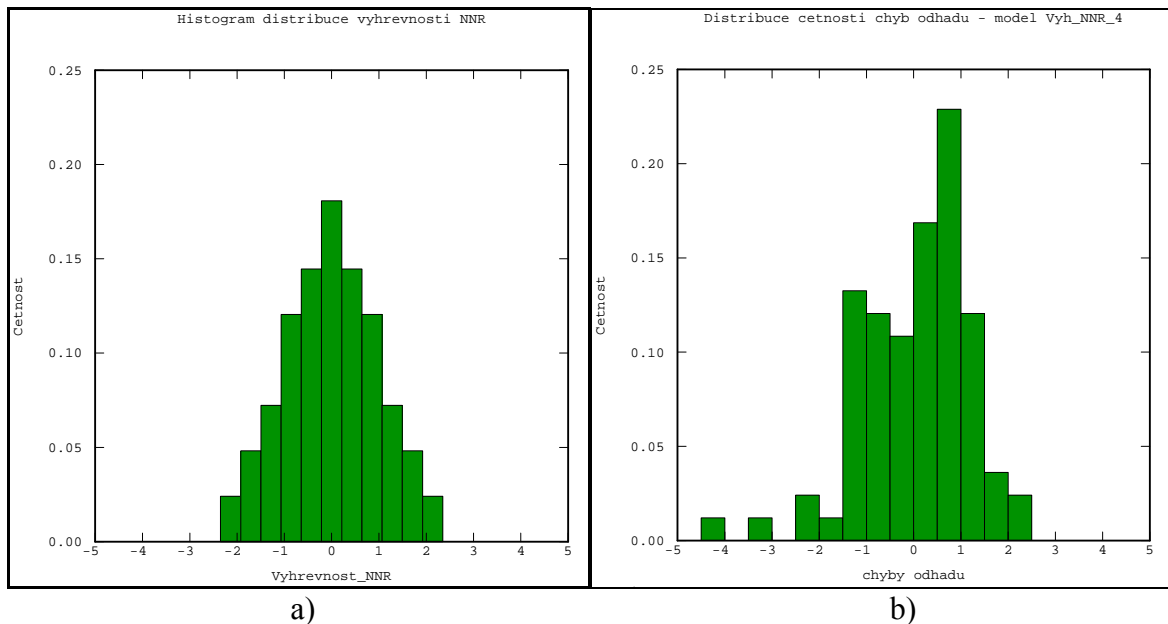 Histogram distribuce vyhrevnosti NNR
0.25
0.20
0.15
0.10
0.05
0.00
Cetnost
-5 -4 -3 -2 -1 0 1 2 3 4 5
Vyhrevnost_NNR
a)
Distribuce cetnosti chyb odhadu - model Vyh_NNR_4
0.25
0.20
0.15
0.10
0.05
0.00
Cetnost
-5 -4 -3 -2 -1 0 1 2 3 4 5
chyby odhadu
b)